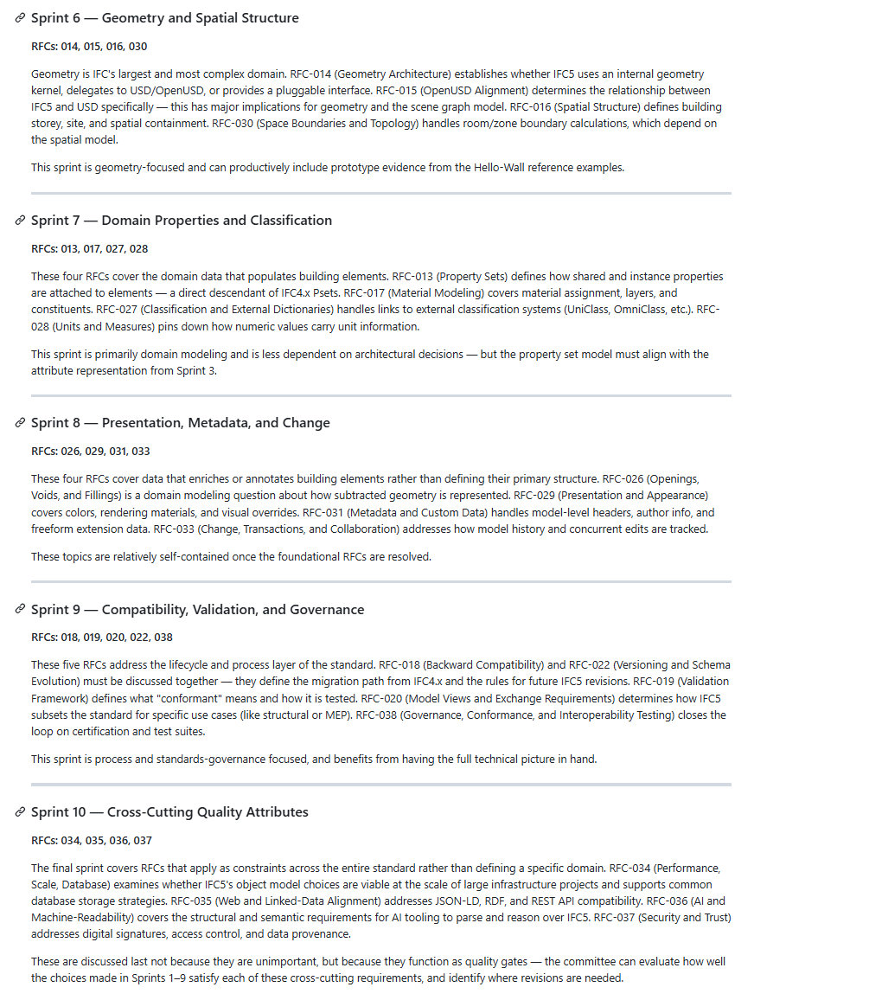 Sprint 6 — Geometry and Spatial Structure
RFCs: 014, 015, 016, 030
Geometry is IFC's largest and most complex domain. RFC-014 (Geometry Architecture) establishes whether IFC5 uses an internal geometry
kernel, delegates to USD/OpenUSD, or provides a pluggable interface. RFC-015 (OpenUSD Alignment) determines the relationship between
IFC5 and USD specifically — this has major implications for geometry and the scene graph model. RFC-016 (Spatial Structure) defines building
storey, site, and spatial containment. RFC-030 (Space Boundaries and Topology) handles room/zone boundary calculations, which depend on
the spatial model.
This sprint is geometry-focused and can productively include prototype evidence from the Hello-Wall reference examples.
Sprint 7 — Domain Properties and Classification
RFCs: 013, 017, 027, 028
These four RFCs cover the domain data that populates building elements. RFC-013 (Property Sets) defines how shared and instance properties
are attached to elements — a direct descendant of IFC4.x Psets. RFC-017 (Material Modeling) covers material assignment, layers, and
constituents. RFC-027 (Classification and External Dictionaries) handles links to external classification systems (UniClass, OmniClass, etc.). RFC-
028 (Units and Measures) pins down how numeric values carry unit information.
This sprint is primarily domain modeling and is less dependent on architectural decisions — but the property set model must align with the
attribute representation from Sprint 3.
Sprint 8 — Presentation, Metadata, and Change
RFCs: 026, 029, 031, 033
These four RFCs cover data that enriches or annotates building elements rather than defining their primary structure. RFC-026 (Openings,
Voids, and Fillings) is a domain modeling question about how subtracted geometry is represented. RFC-029 (Presentation and Appearance)
covers colors, rendering materials, and visual overrides. RFC-031 (Metadata and Custom Data) handles model-level headers, author info, and
freeform extension data. RFC-033 (Change, Transactions, and Collaboration) addresses how model history and concurrent edits are tracked.
These topics are relatively self-contained once the foundational RFCs are resolved.
Sprint 9 — Compatibility, Validation, and Governance
RFCs: 018, 019, 020, 022, 038
These five RFCs address the lifecycle and process layer of the standard. RFC-018 (Backward Compatibility) and RFC-022 (Versioning and Schema
Evolution) must be discussed together — they define the migration path from IFC4.x and the rules for future IFC5 revisions. RFC-019 (Validation
Framework) defines what "conformant" means and how it is tested. RFC-020 (Model Views and Exchange Requirements) determines how IFC5
subsets the standard for specific use cases (like structural or MEP). RFC-038 (Governance, Conformance, and Interoperability Testing) closes the
loop on certification and test suites.
This sprint is process and standards-governance focused, and benefits from having the full technical picture in hand.
Sprint 10 — Cross-Cutting Quality Attributes
RFCs: 034, 035, 036, 037
The final sprint covers RFCs that apply as constraints across the entire standard rather than defining a specific domain. RFC-034 (Performance,
Scale, Database) examines whether IFC5's object model choices are viable at the scale of large infrastructure projects and supports common
database storage strategies. RFC-035 (Web and Linked-Data Alignment) addresses JSON-LD, RDF, and REST API compatibility. RFC-036 (AI and
Machine-Readability) covers the structural and semantic requirements for AI tooling to parse and reason over IFC5. RFC-037 (Security and Trust)
addresses digital signatures, access control, and data provenance.
These are discussed last not because they are unimportant, but because they function as quality gates — the committee can evaluate how well
the choices made in Sprints 1–9 satisfy each of these cross-cutting requirements, and identify where revisions are needed.